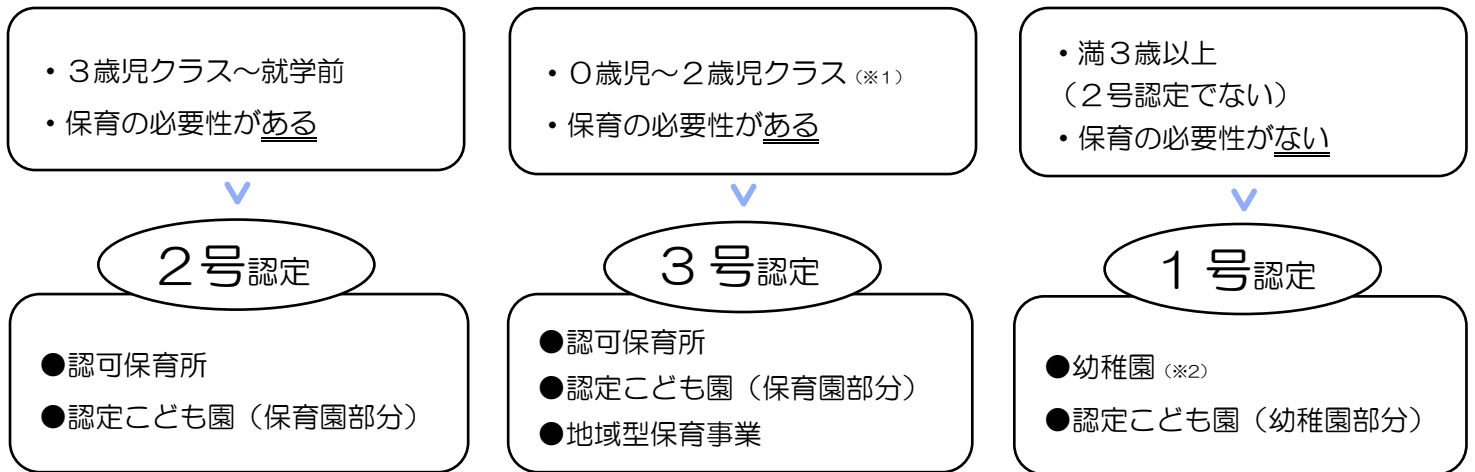 ・３歳児クラス～就学前
・保育の必要性がある
２号認定
●認可保育所
●認定こども園（保育園部分）
・０歳児～２歳児クラス（※１）
・保育の必要性がある
３号認定
●認可保育所
●認定こども園（保育園部分）
●地域型保育事業
・満３歳以上
（２号認定でない）
・保育の必要性がない
１号認定
●幼稚園（※2）
●認定こども園（幼稚園部分）